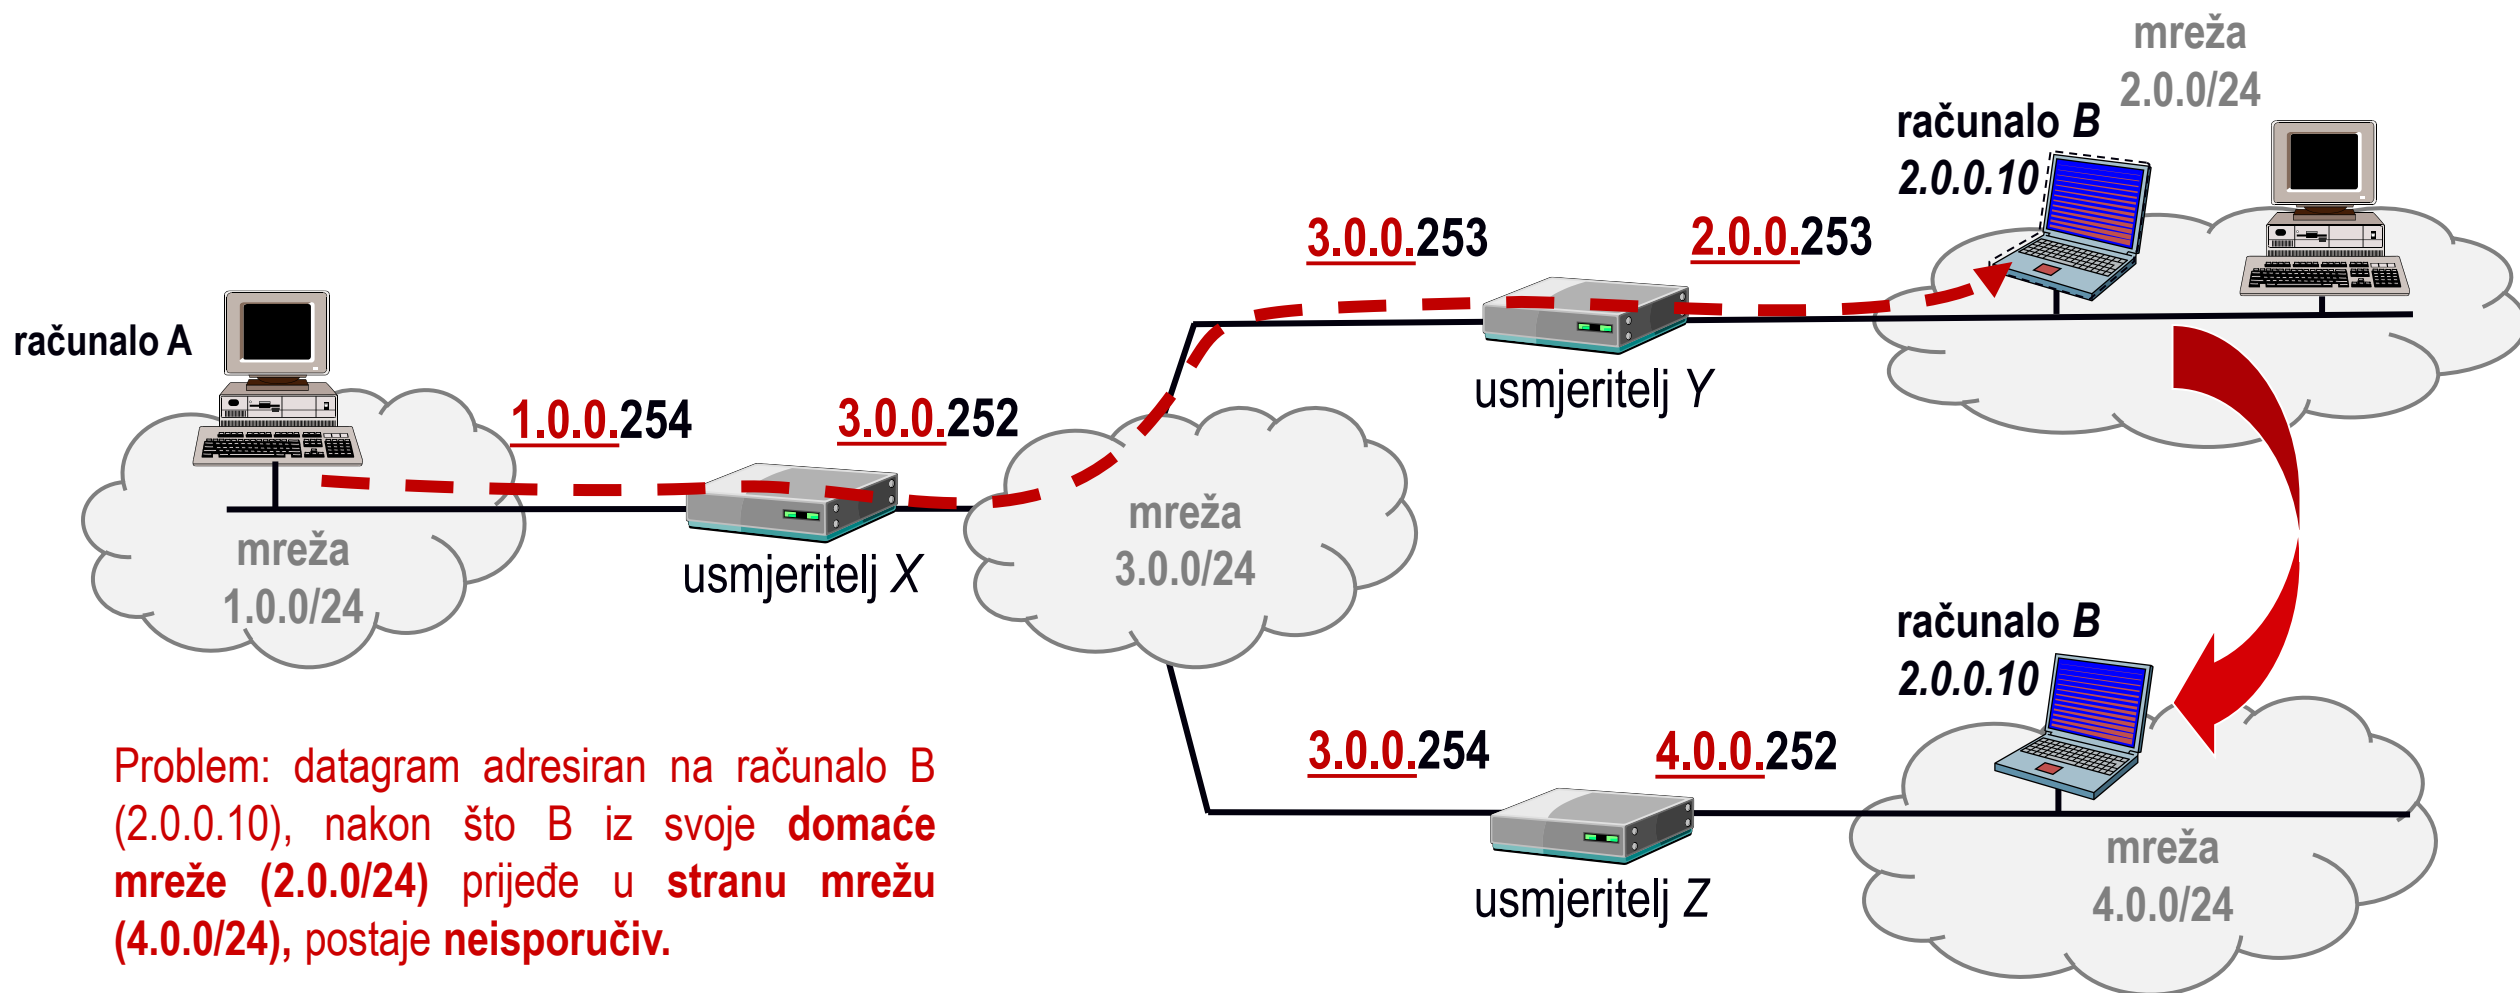 mreža
2.0.0/24
računalo B
2.0.0.10
3.0.0.253
2.0.0.253
računalo A
usmjeritelj Y
1.0.0.254
3.0.0.252
mreža
3.0.0/24
mreža
1.0.0/24
usmjeritelj X
računalo B
2.0.0.10
3.0.0.254
4.0.0.252
Problem: datagram adresiran na računalo B
(2.0.0.10), nakon što B iz svoje domaće
mreže (2.0.0/24) prijeđe u stranu mrežu
(4.0.0/24), postaje neisporučiv.
usmjeritelj Z
mreža
4.0.0/24